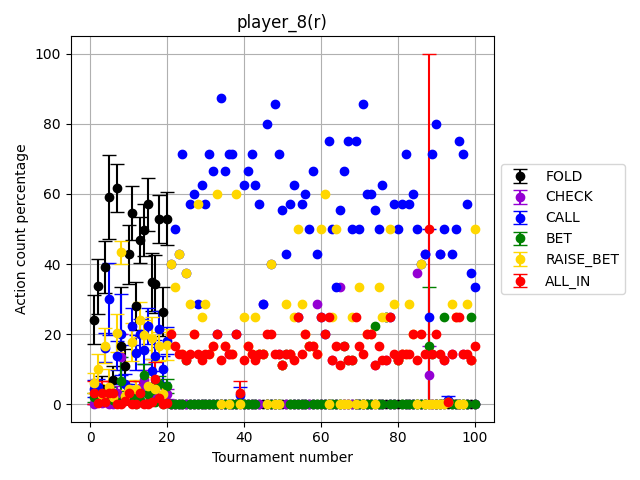 player_8(r)
Action count percentage
100
80
60
40
20
0
0 20 40 60 80 100
Tournament number
FOLD
CHECK
CALL
BET
RAISE_BET
ALL_IN